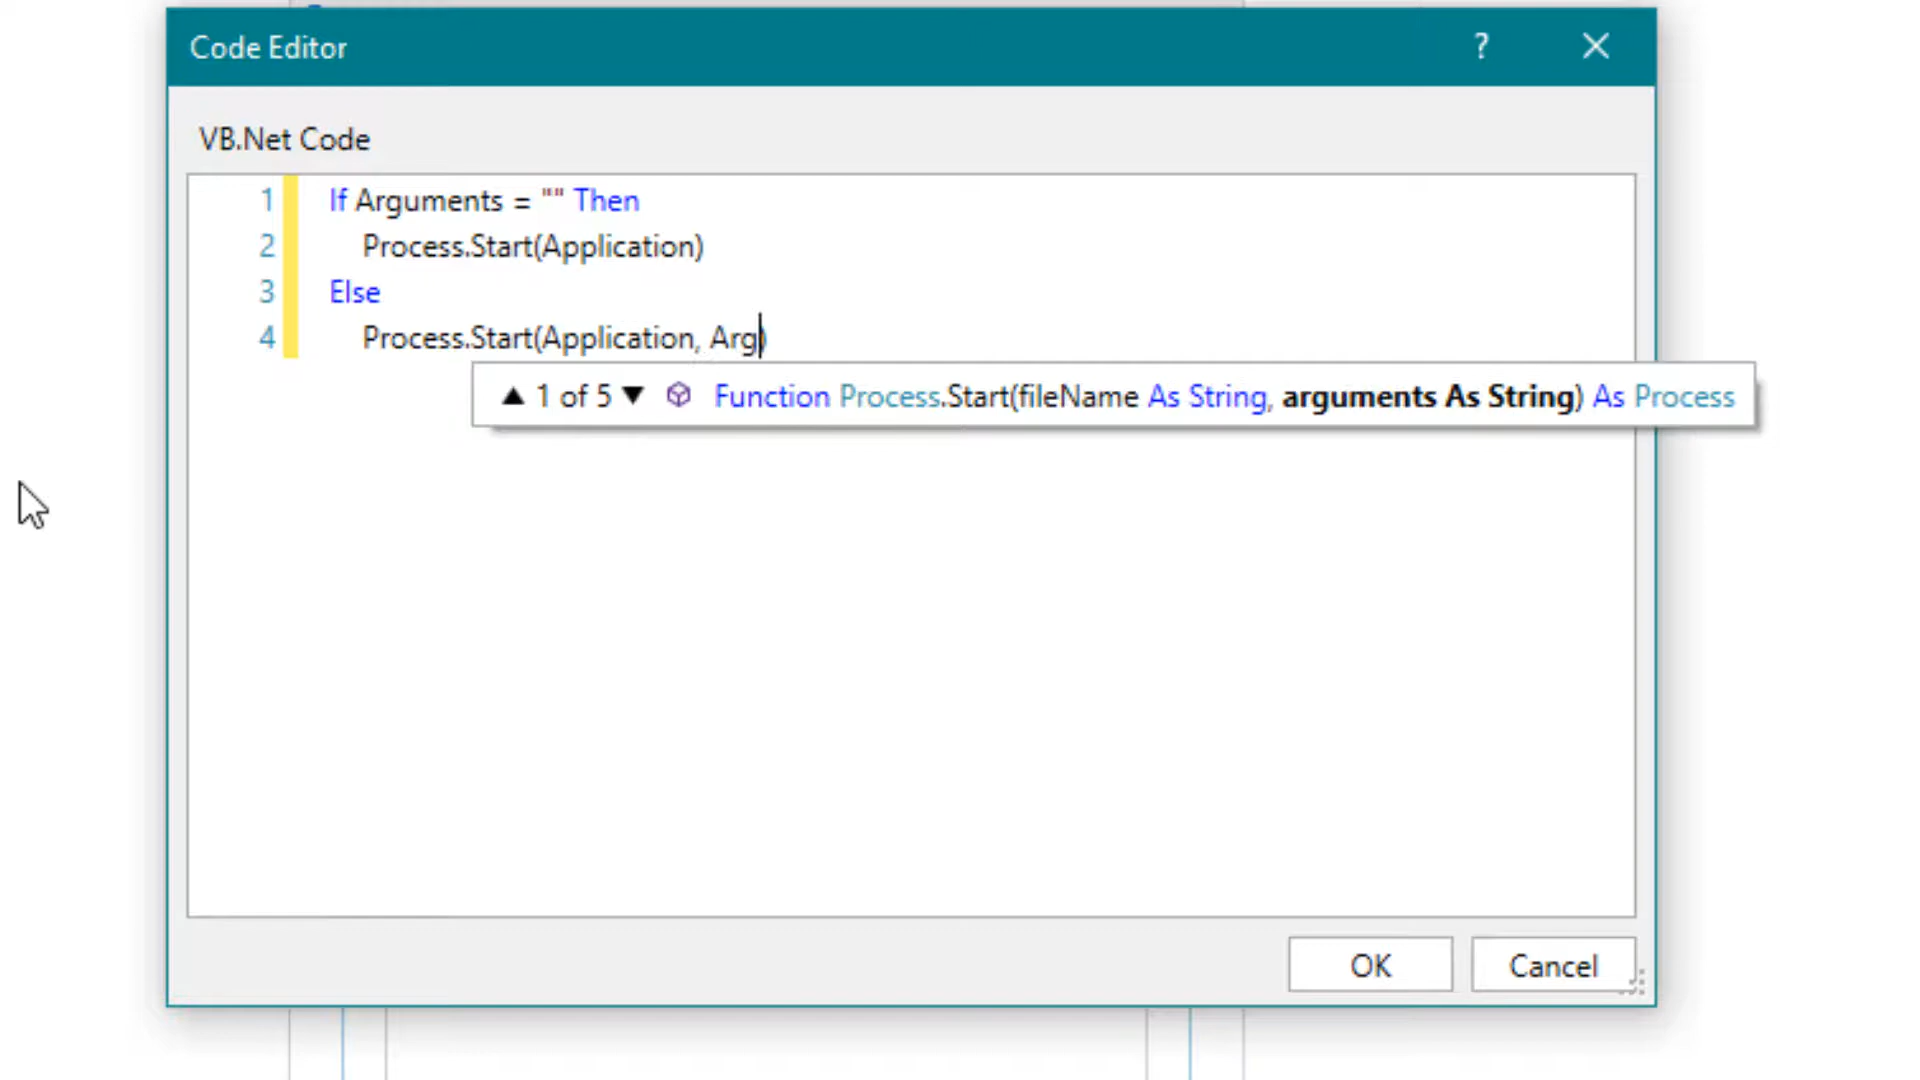 Code Editor ?
VB.Net Code
1 If Arguments = "" Then
2 Process.Start(Application)
3 Else
4 Process.Start(Application, Arg)
▲ 1 of 5 ▼ Function Process.Start(fileName As String, arguments As String) As Process
OK Cancel